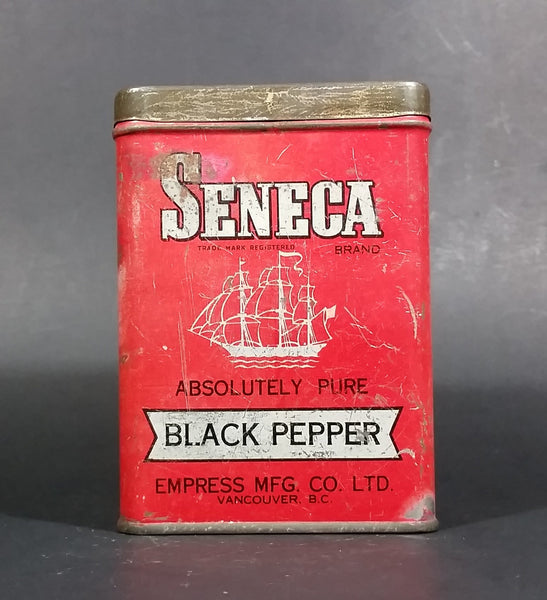 SENECA
TRADE MARK REGISTERED BRAND
ABSOLUTELY PURE
BLACK PEPPER
EMPRESS MFG. CO. LTD.
VANCOUVER, B.C.